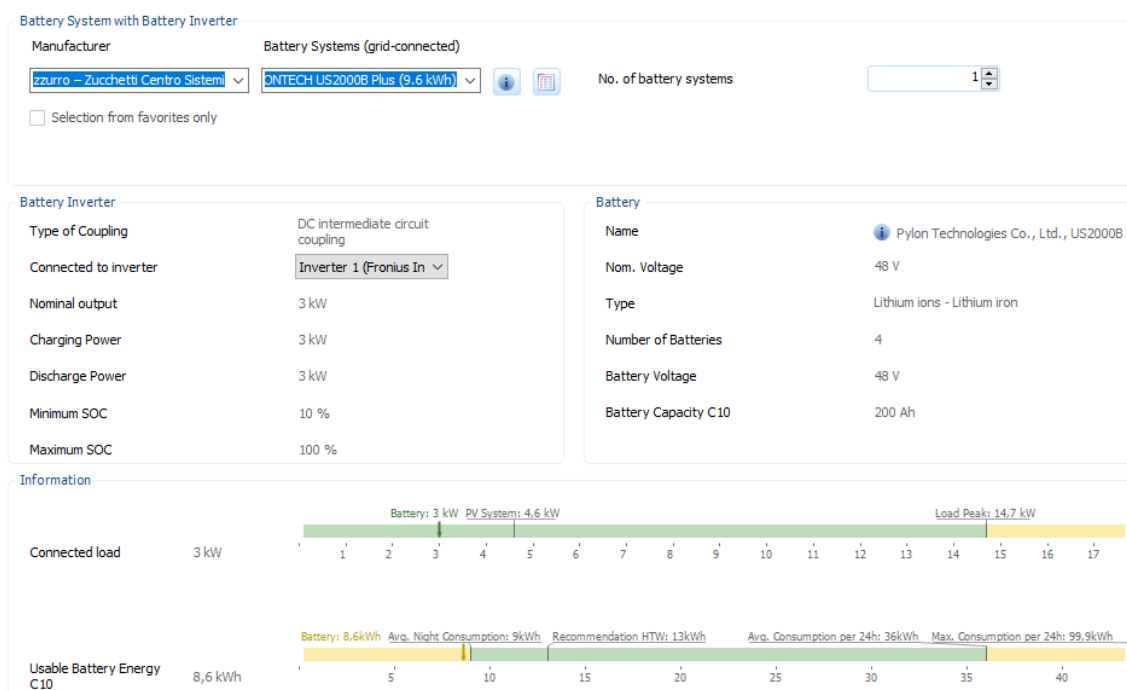 Battery System with Battery Inverter
Manufacturer Battery Systems (grid-connected)
zzurro – Zucchetti Centro Sistemi ONTECH US2000B Plus (9.6 kWh) No. of battery systems 1
Selection from favorites only
Battery Inverter
Type of Coupling DC intermediate circuit
coupling
Connected to inverter Inverter 1 (Fronius In
Nominal output 3 kW
Charging Power 3 kW
Discharge Power 3 kW
Minimum SOC 10 %
Maximum SOC 100 %
Battery
Name Pylon Technologies Co., Ltd., US2000B
Nom. Voltage 48 V
Type Lithium ions - Lithium iron
Number of Batteries 4
Battery Voltage 48 V
Battery Capacity C10 200 Ah
Information
Battery: 3 kW PV System: 4,6 kW Load Peak: 14,7 kW
Connected load 3 kW
1 2 3 4 5 6 7 8 9 10 11 12 13 14 15 16 17
Battery: 8,6kWh Avg. Night Consumption: 9kWh Recommendation HTW: 13kWh Avg. Consumption per 24h: 36kWh Max. Consumption per 24h: 99,9kWh
Usable Battery Energy
C10 8,6 kWh
5 10 15 20 25 30 35 40